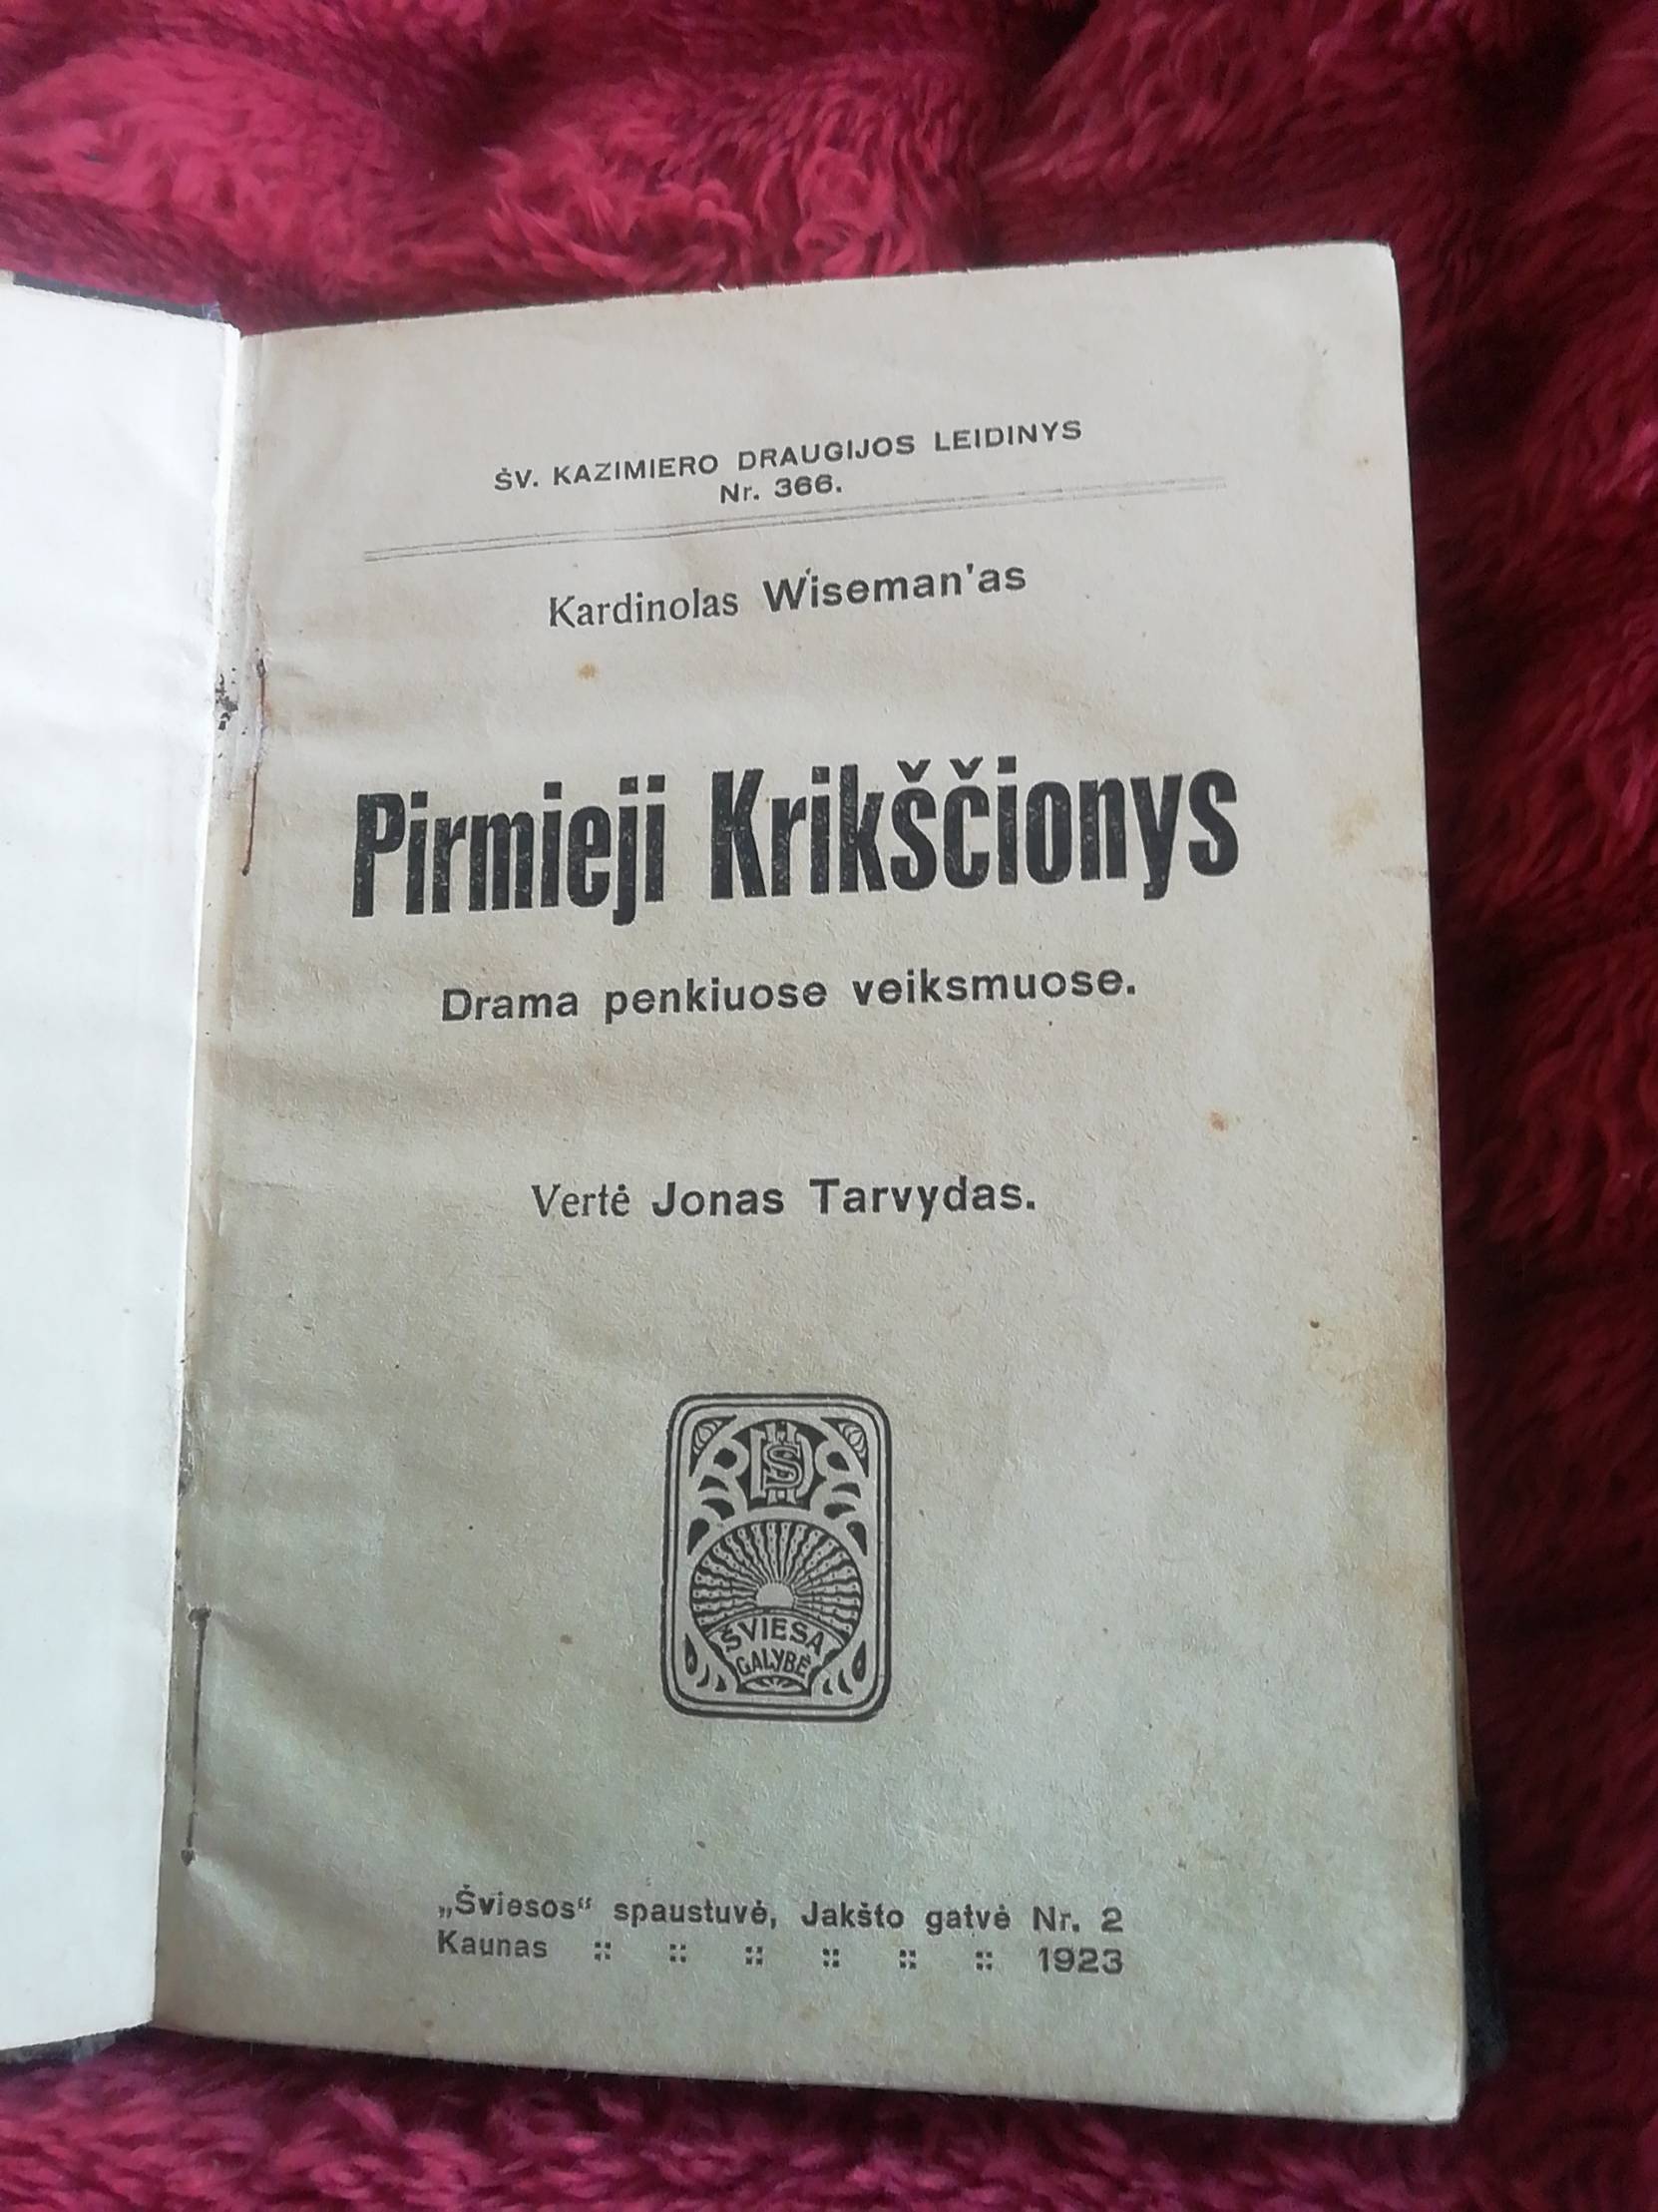 ŠV. KAZIMIERO DRAUGIJOS LEIDINYS
Nr. 366.
Kardinolas Wiseman'as
Pirmieji Krikščionys
Drama penkiuose veiksmuose.
Vertė Jonas Tarvydas.
ŠVIESA
GALYBĖ
„Šviesos“ spaustuvė, Jakšto gatvė Nr. 2
Kaunas :: :: :: :: :: :: 1923